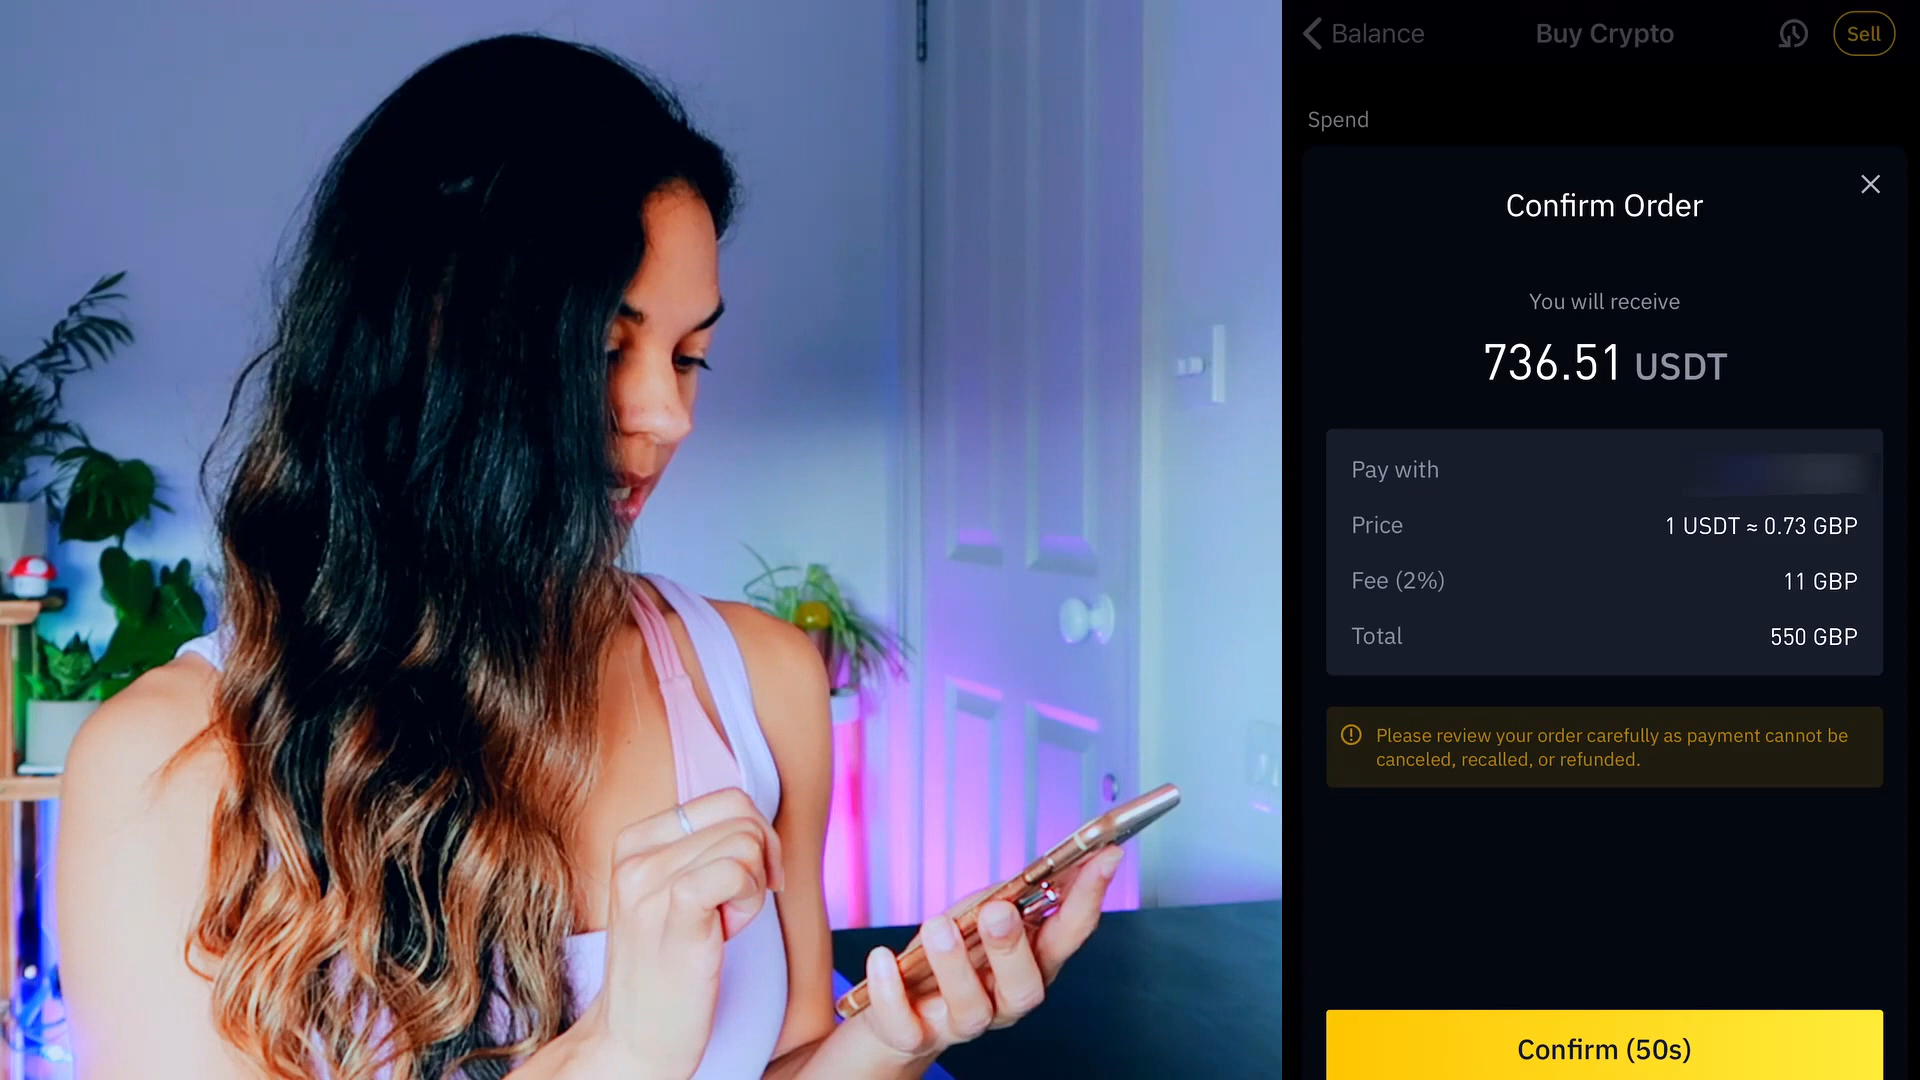 Balance
Buy Crypto
Sell
Spend
Confirm Order
You will receive
736.51 USDT
Pay with
Price
1 USDT ≈ 0.73 GBP
Fee (2%)
11 GBP
Total
550 GBP
Please review your order carefully as payment cannot be
canceled, recalled, or refunded.
Confirm (50s)